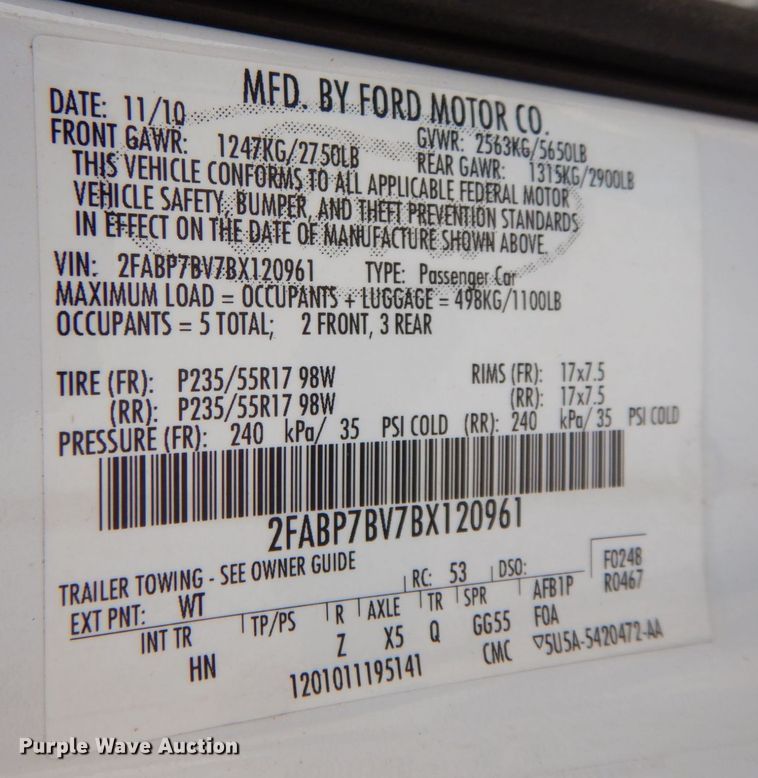 MFD. BY FORD MOTOR CO.
DATE: 11/10 GVWR: 2563KG/5650LB
FRONT GAWR: 1247KG/2750LB REAR GAWR: 1315KG/2900LB
THIS VEHICLE CONFORMS TO ALL APPLICABLE FEDERAL MOTOR
VEHICLE SAFETY, BUMPER, AND THEFT PREVENTION STANDARDS
IN EFFECT ON THE DATE OF MANUFACTURE SHOWN ABOVE.
VIN: 2FABP7BV7BX120961 TYPE: Passenger Car
MAXIMUM LOAD = OCCUPANTS + LUGGAGE = 498KG/1100LB
OCCUPANTS = 5 TOTAL; 2 FRONT, 3 REAR
TIRE (FR): P235/55R17 98W RIMS (FR): 17x7.5
(RR): P235/55R17 98W (RR): 17x7.5
PRESSURE (FR): 240 kPa/ 35 PSI COLD (RR): 240 kPa/ 35 PSI COLD
2FABP7BV7BX120961
TRAILER TOWING - SEE OWNER GUIDE
EXT PNT: WT RC: 53 DSO: F0248
R0467
INT TR TP/PS R AXLE TR SPR AFB1P
HN Z X5 Q GG55 FOA
1201011195141 CMC ▽5U5A-5420472-AA
Purple Wave Auction